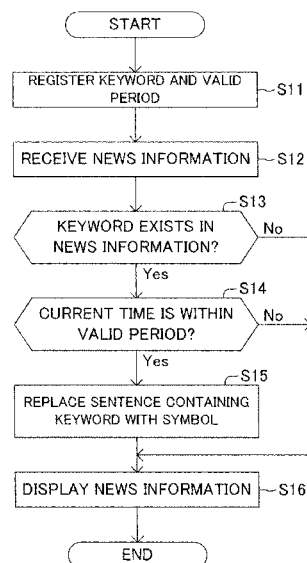 START
REGISTER KEYWORD AND VALID
PERIOD
S11
RECEIVE NEWS INFORMATION
S12
S13
KEYWORD EXISTS IN
NEWS INFORMATION?
No
Yes
S14
CURRENT TIME IS WITHIN
VALID PERIOD?
No
Yes
S15
REPLACE SENTENCE CONTAINING
KEYWORD WITH SYMBOL
DISPLAY NEWS INFORMATION
S16
END